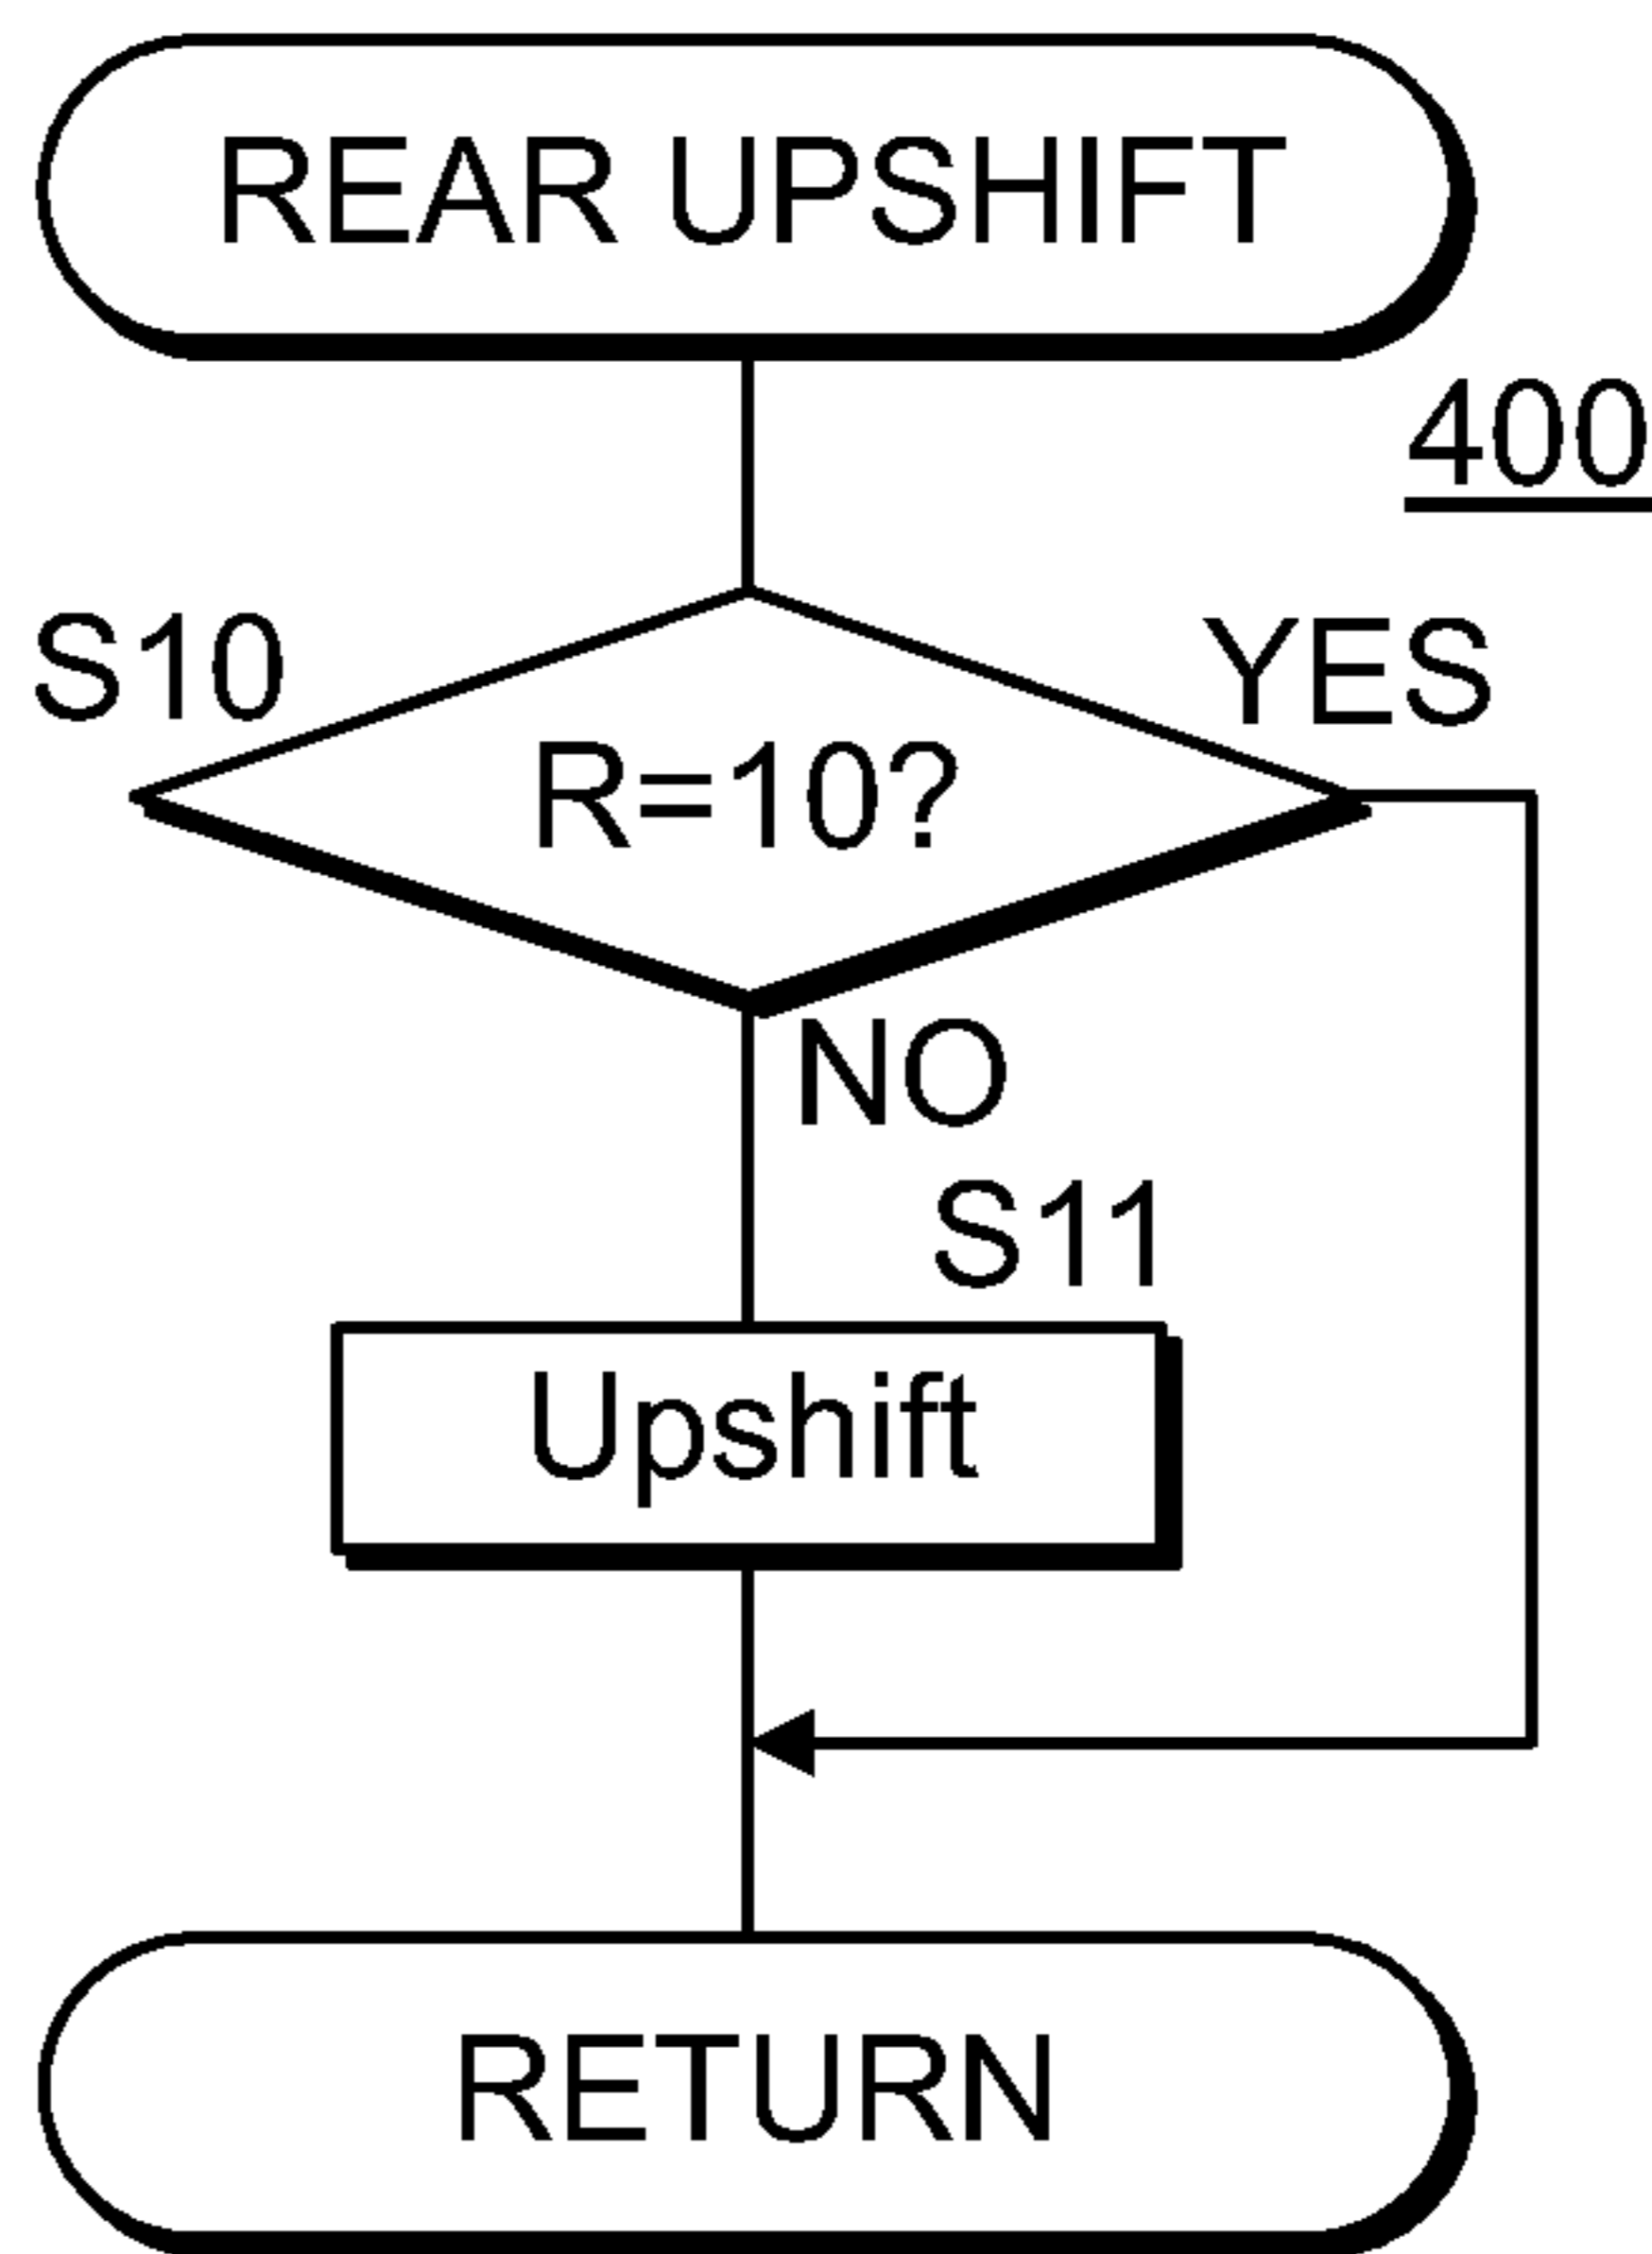 REAR UPSHIFT
400
S10
YES
R=10?
NO
S11
Upshift
RETURN